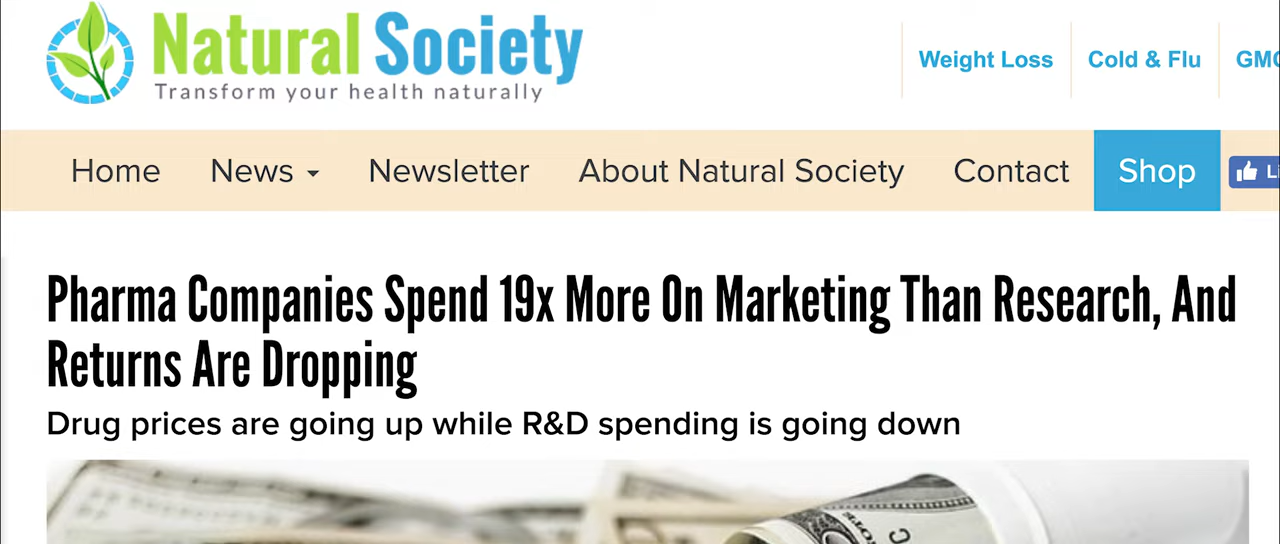 Natural Society
Transform your health naturally
Weight Loss
Cold & Flu
Home
News
Newsletter
About Natural Society
Contact
Shop
Pharma Companies Spend 19x More On Marketing Than Research, And
Returns Are Dropping
Drug prices are going up while R&D spending is going down